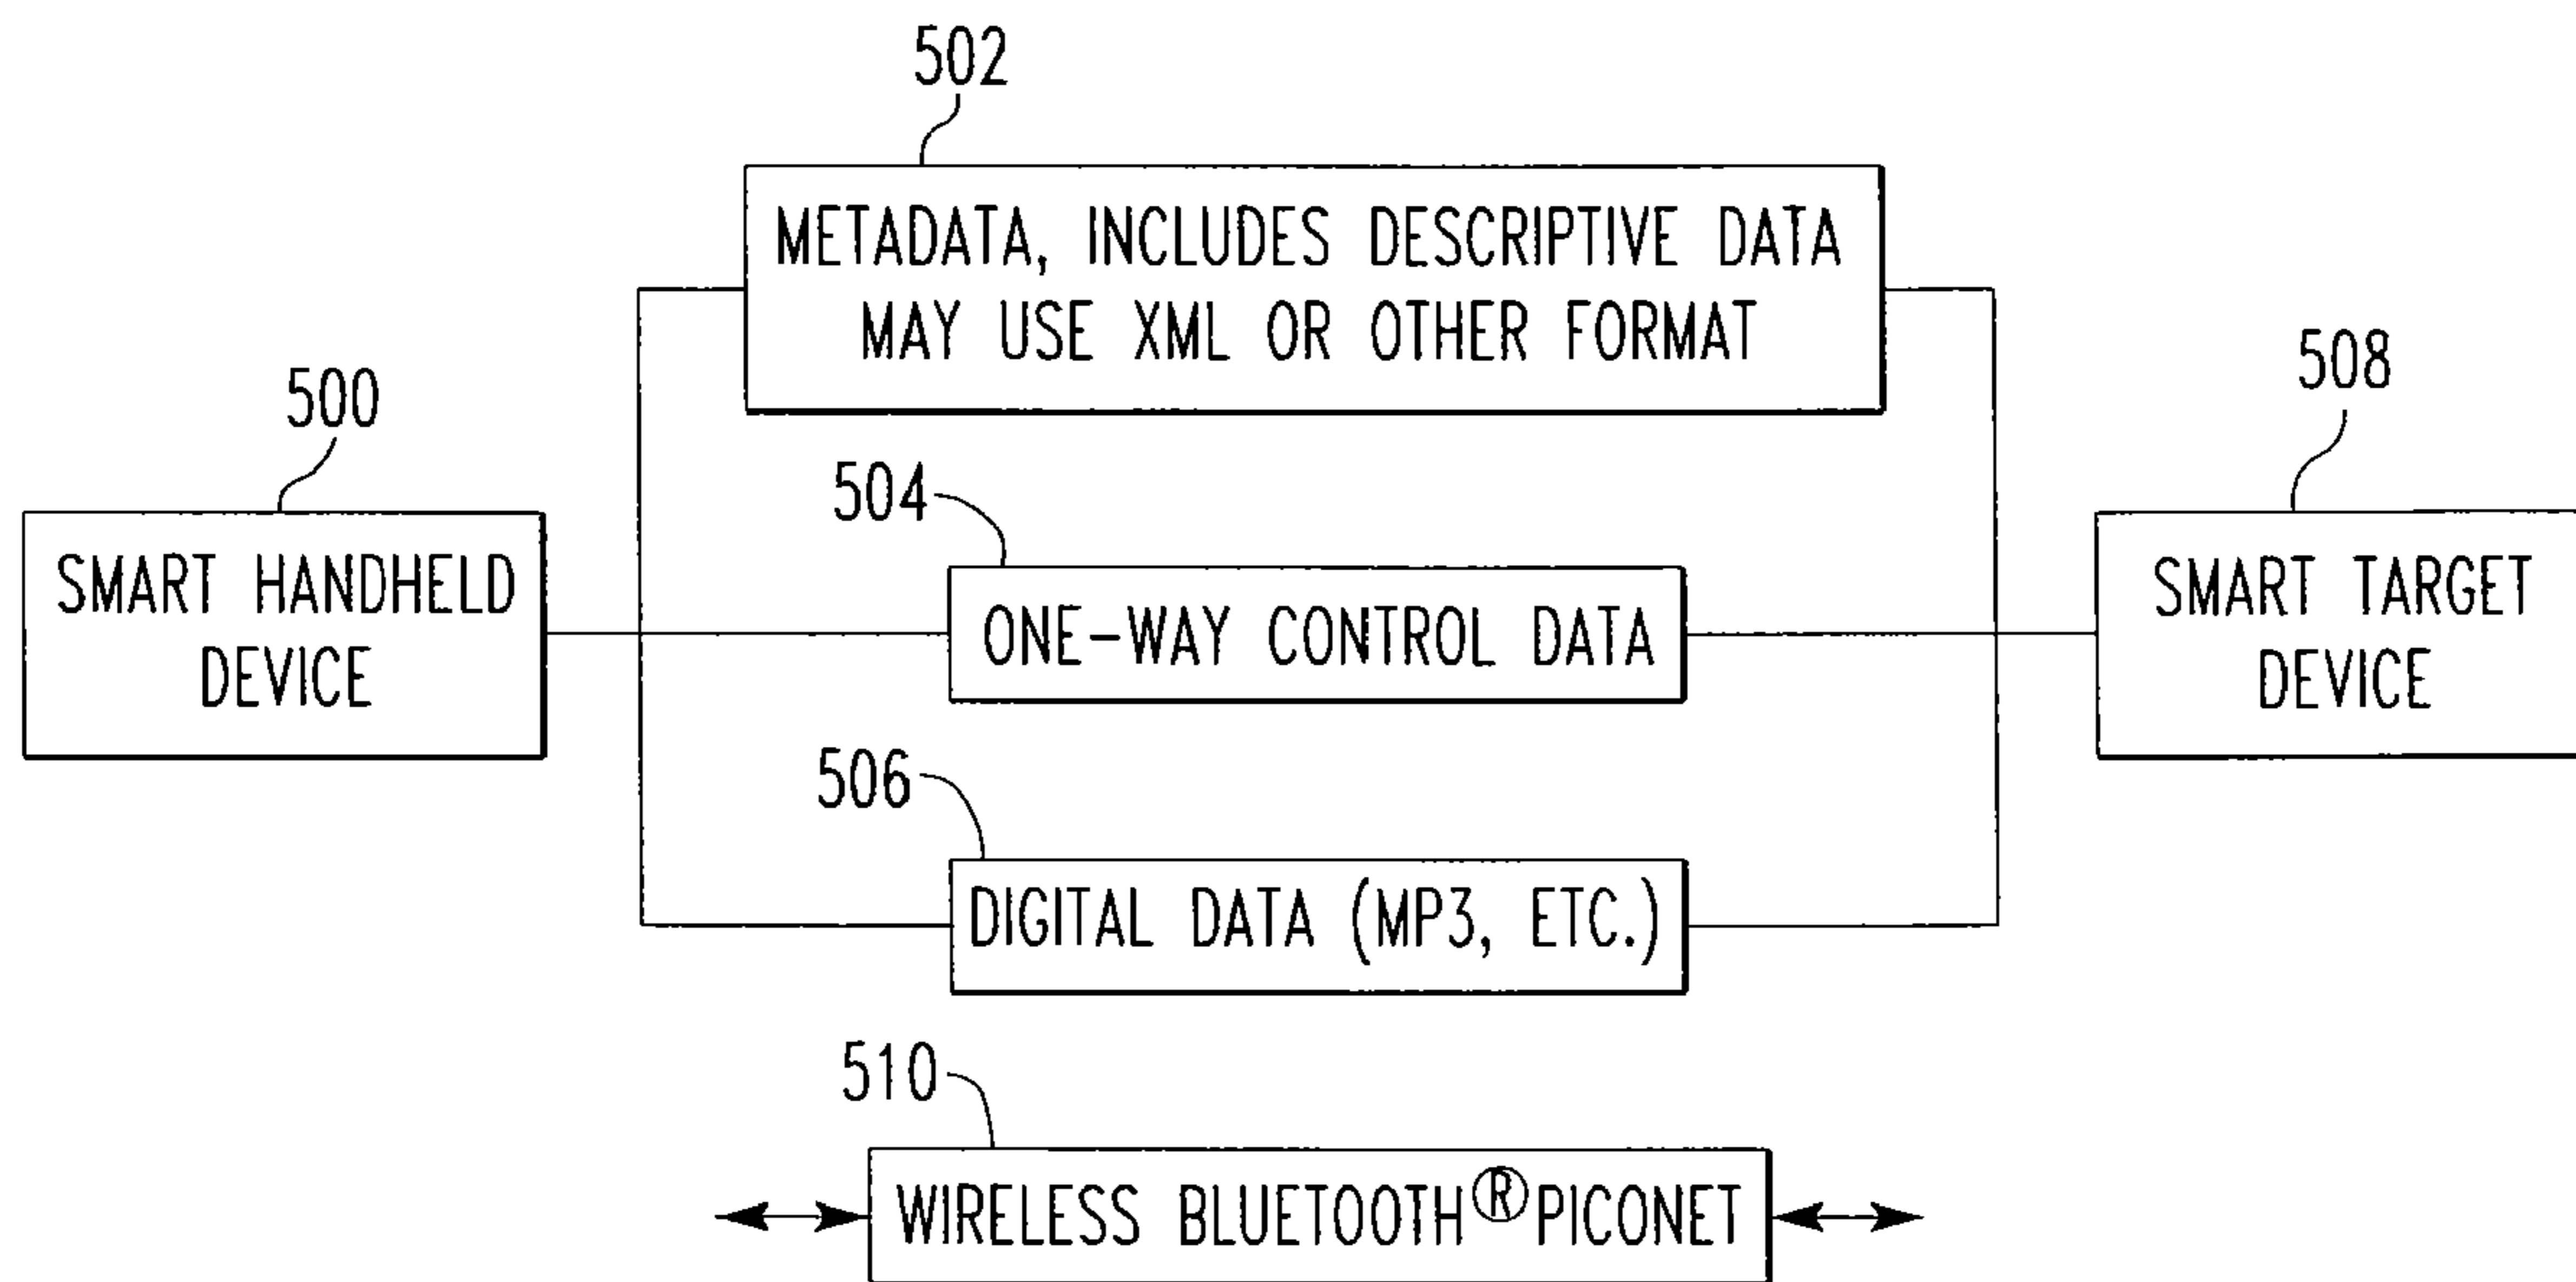 502
METADATA, INCLUDES DESCRIPTIVE DATA
MAY USE XML OR OTHER FORMAT
500
SMART HANDHELD
DEVICE
504
ONE-WAY CONTROL DATA
508
SMART TARGET
DEVICE
506
DIGITAL DATA (MP3, ETC.)
510
WIRELESS BLUETOOTH®PICONET